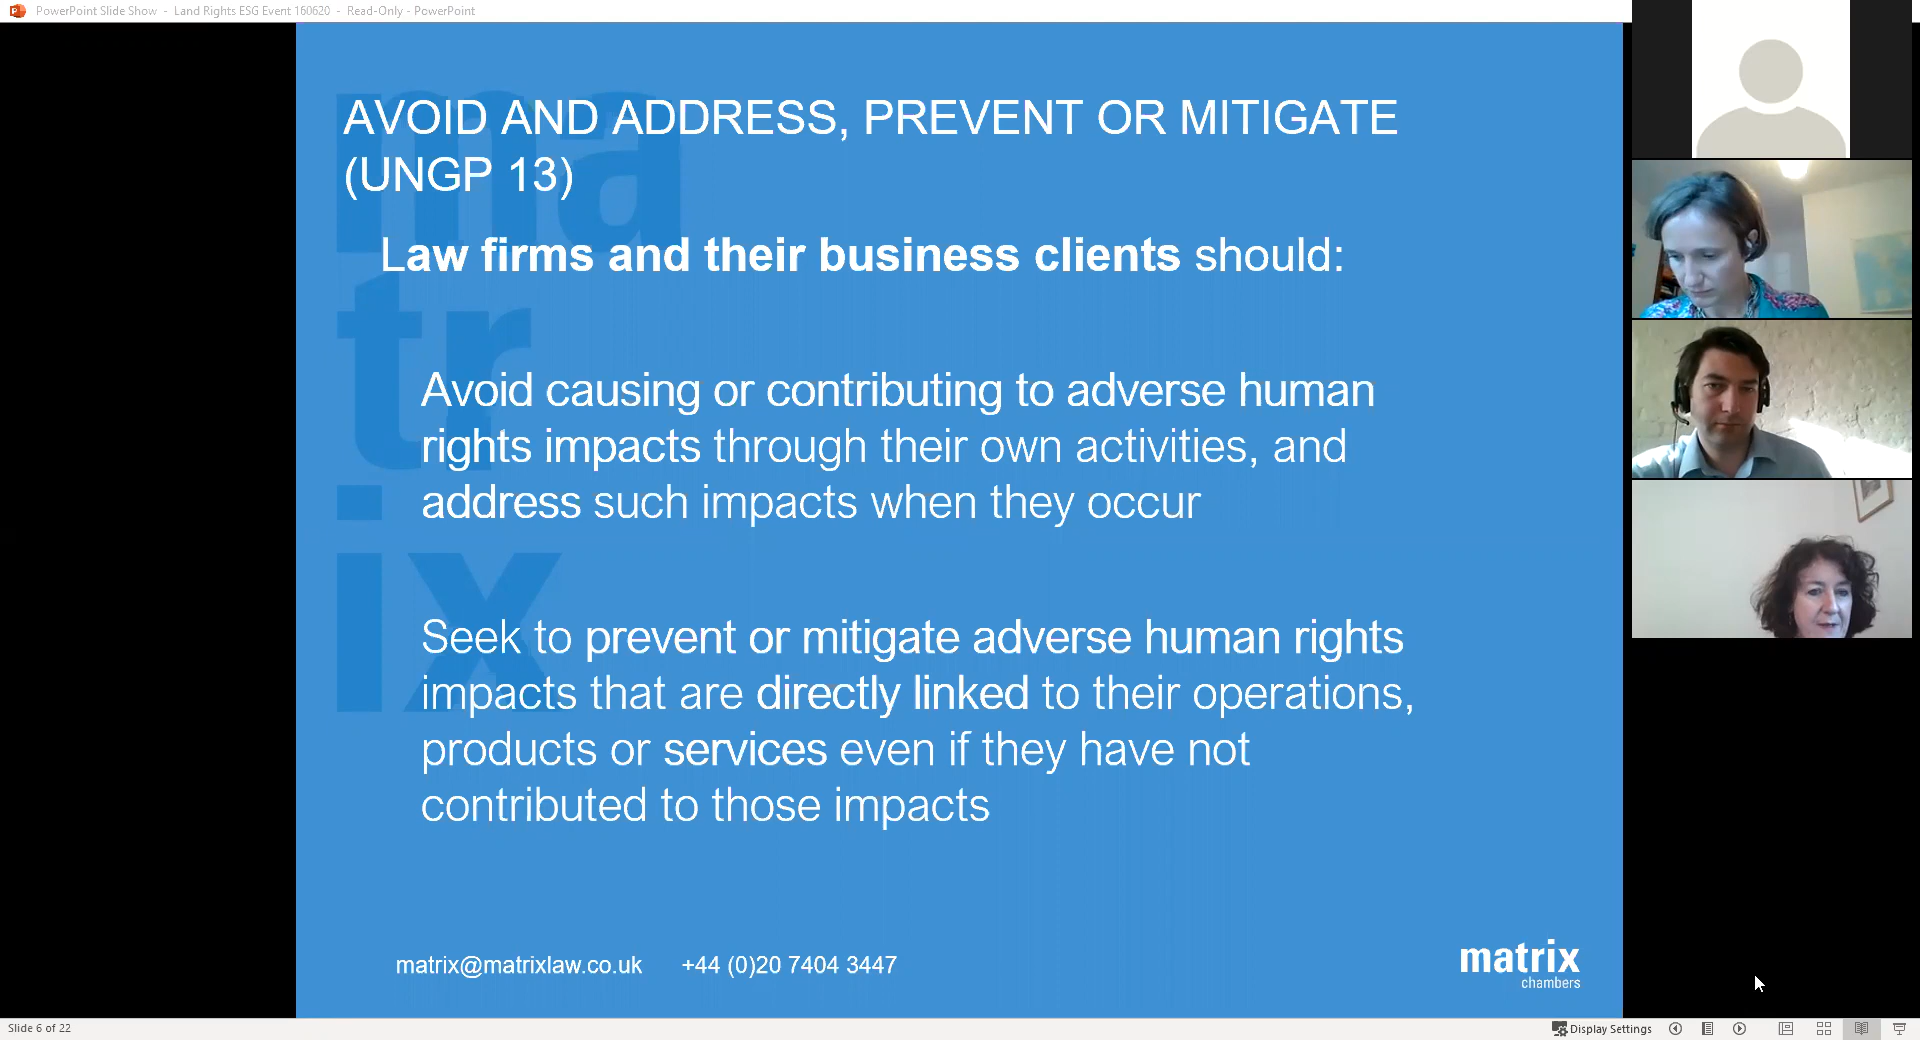 PowerPoint Slide Show - Land Rights ESG Event 160620 - Read-Only - PowerPoint
AVOID AND ADDRESS, PREVENT OR MITIGATE
(UNGP 13)
Law firms and their business clients should:
Avoid causing or contributing to adverse human
rights impacts through their own activities, and
address such impacts when they occur
Seek to prevent or mitigate adverse human rights
impacts that are directly linked to their operations,
products or services even if they have not
contributed to those impacts
ma
tr
ix
matrix@matrixlaw.co.uk +44 (0)20 7404 3447
matrix
chambers
Slide 6 of 22
Display Settings